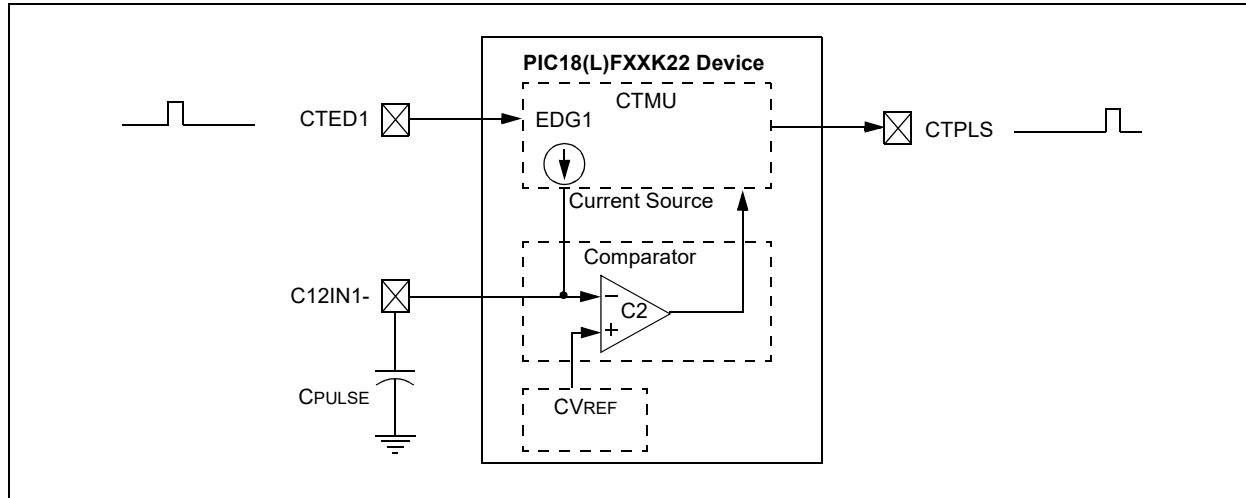 PIC18(L)FXXK22 Device
CTMU
CTED1
EDG1
CTPLS
Current Source
Comparator
C12IN1-
−
C2
+
CPULSE
CVREF